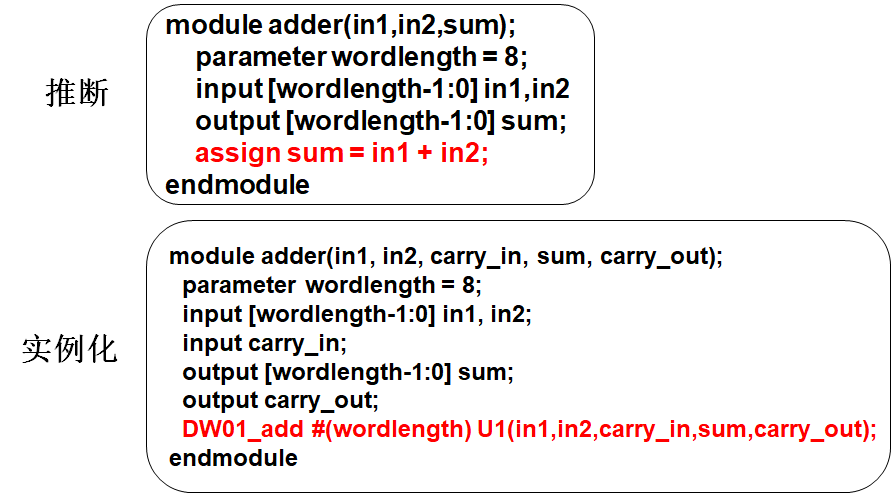 推断
module adder(in1,in2,sum);
parameter wordlength = 8;
input [wordlength-1:0] in1,in2
output [wordlength-1:0] sum;
assign sum = in1 + in2;
endmodule
实例化
module adder(in1, in2, carry_in, sum, carry_out);
parameter wordlength = 8;
input [wordlength-1:0] in1, in2;
input carry_in;
output [wordlength-1:0] sum;
output carry_out;
DW01_add #(wordlength) U1(in1,in2,carry_in,sum,carry_out);
endmodule